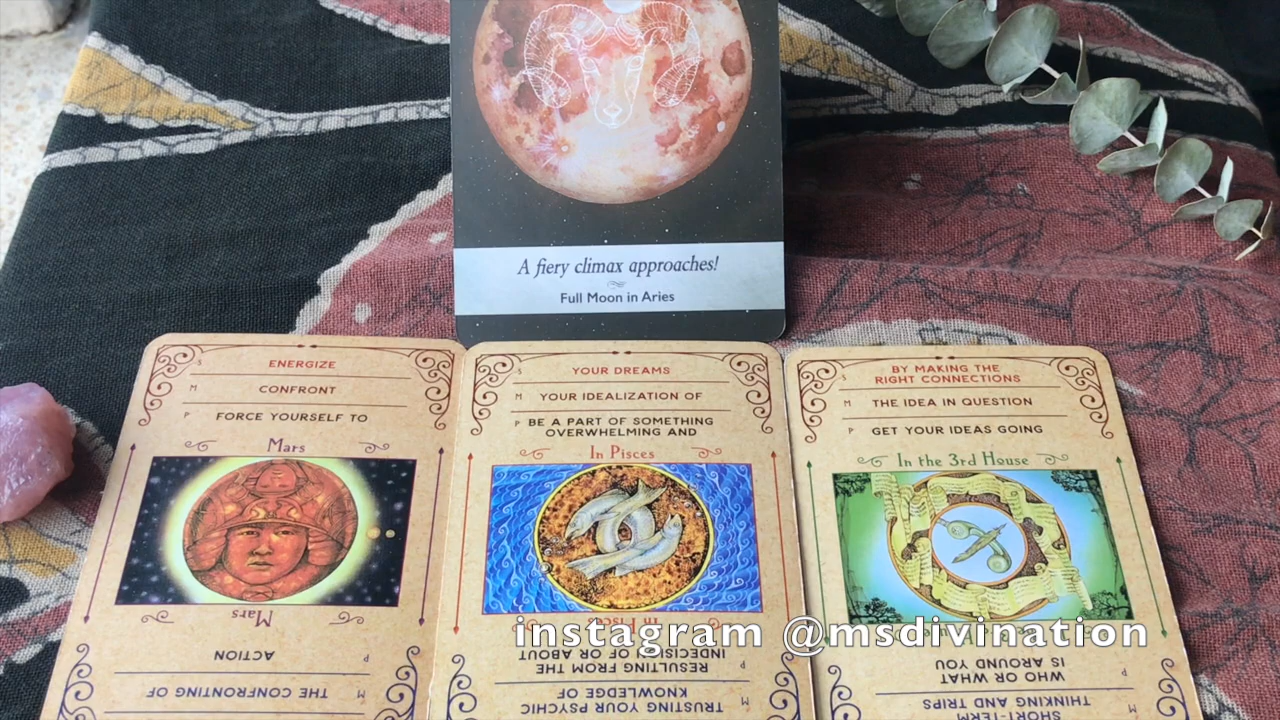 A fiery climax approaches!
Full Moon in Aries
S ENERGIZE
M CONFRONT
P FORCE YOURSELF TO
Mars
Mars
P ACTION
M THE CONFRONTING OF
S YOUR DREAMS
M YOUR IDEALIZATION OF
P BE A PART OF SOMETHING
OVERWHELMING AND
In Pisces
In Pisces
INDECISION OF OR ABOUT
P RESULTING FROM THE
KNOWLEDGE OF
M TRUSTING YOUR PSYCHIC
S BY MAKING THE
RIGHT CONNECTIONS
M THE IDEA IN QUESTION
P GET YOUR IDEAS GOING
In the 3rd House
IS AROUND YOU
P WHO OR WHAT
M THINKING AND TRIPS
SHORT-TERM
instagram @msdivination